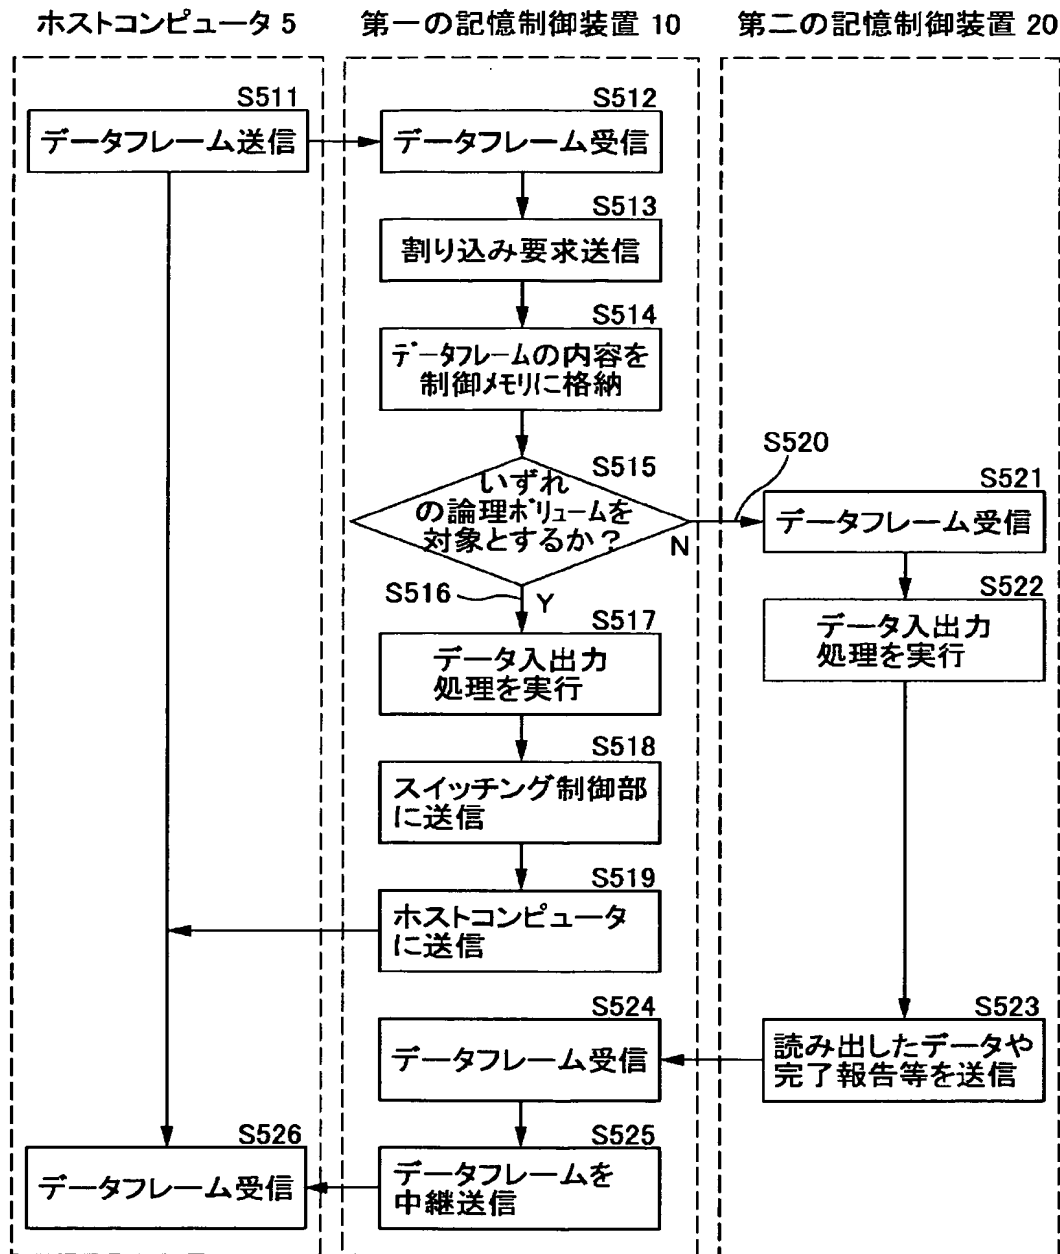 ホストコンピュータ 5
第一の記憶制御装置 10
第二の記憶制御装置 20
S511
データフレーム送信
S512
データフレーム受信
S513
割り込み要求送信
S514
データフレームの内容を
制御メモリに格納
S515
いずれ
の論理ボリュームを
対象とするか?
N
S520
S516
Y
S521
データフレーム受信
S522
データ入出力
処理を実行
S517
データ入出力
処理を実行
S518
スイッチング制御部
に送信
S519
ホストコンピュータ
に送信
S523
読み出したデータや
完了報告等を送信
S524
データフレーム受信
S525
データフレームを
中継送信
S526
データフレーム受信